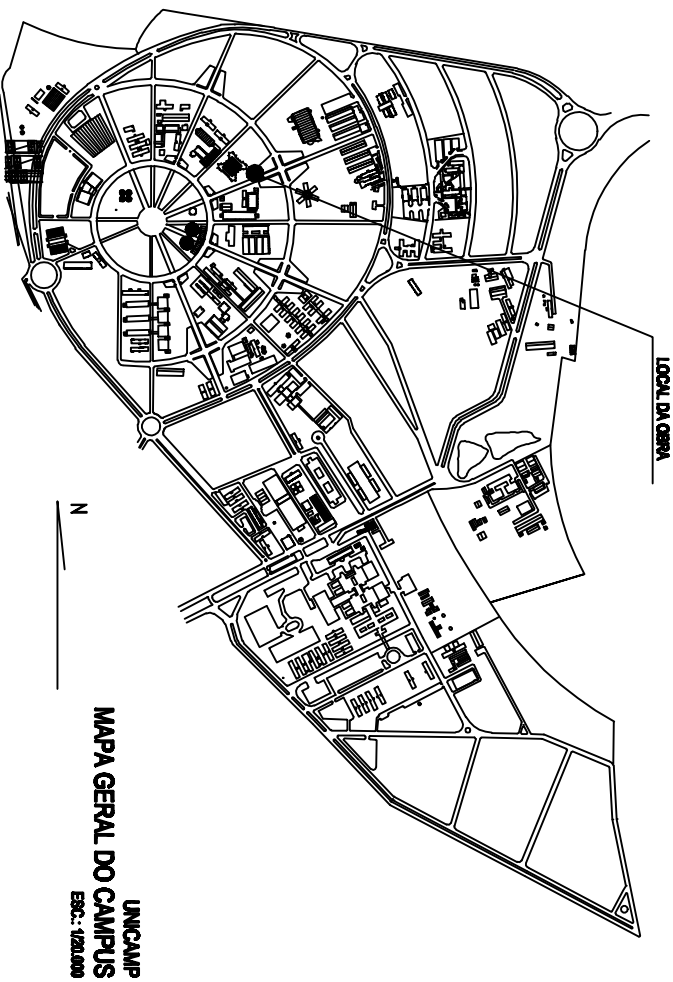 LOCAL DA OBRA
N
UNICAMP
MAPA GERAL DO CAMPUS
ESC.: 1/20.000